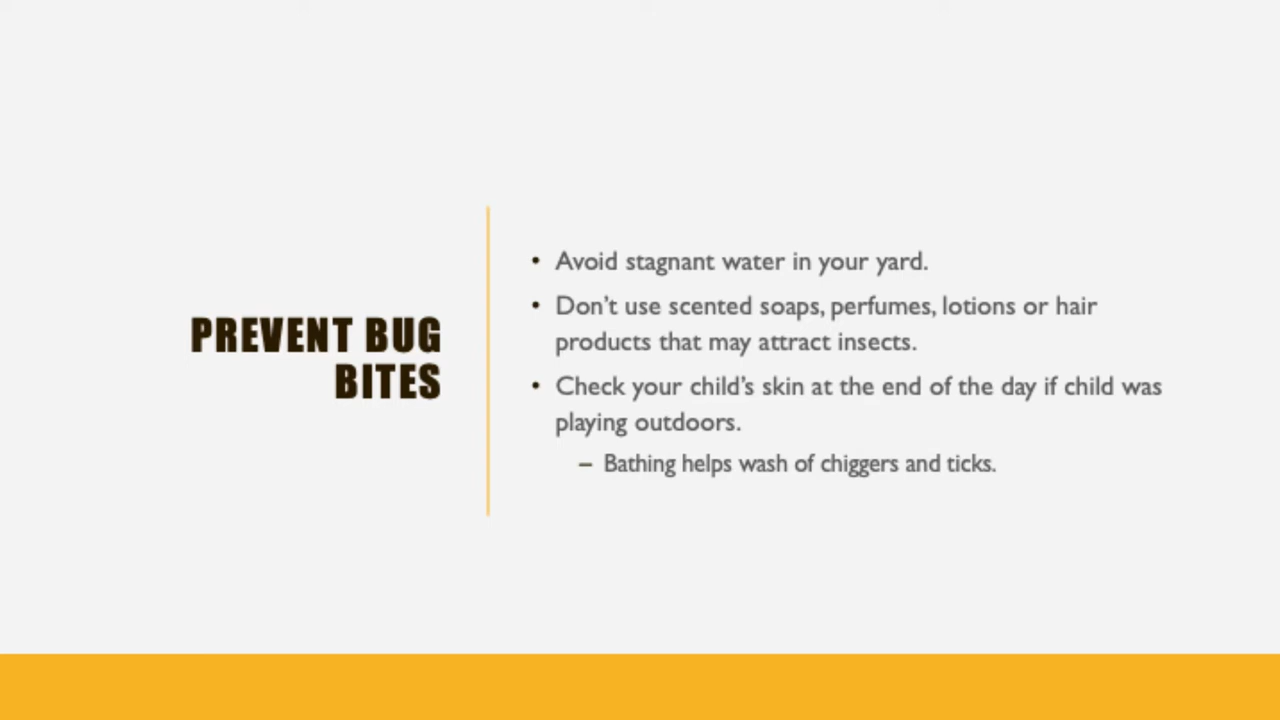 PREVENT BUG
BITES
• Avoid stagnant water in your yard.
• Don’t use scented soaps, perfumes, lotions or hair
products that may attract insects.
• Check your child’s skin at the end of the day if child was
playing outdoors.
– Bathing helps wash of chiggers and ticks.